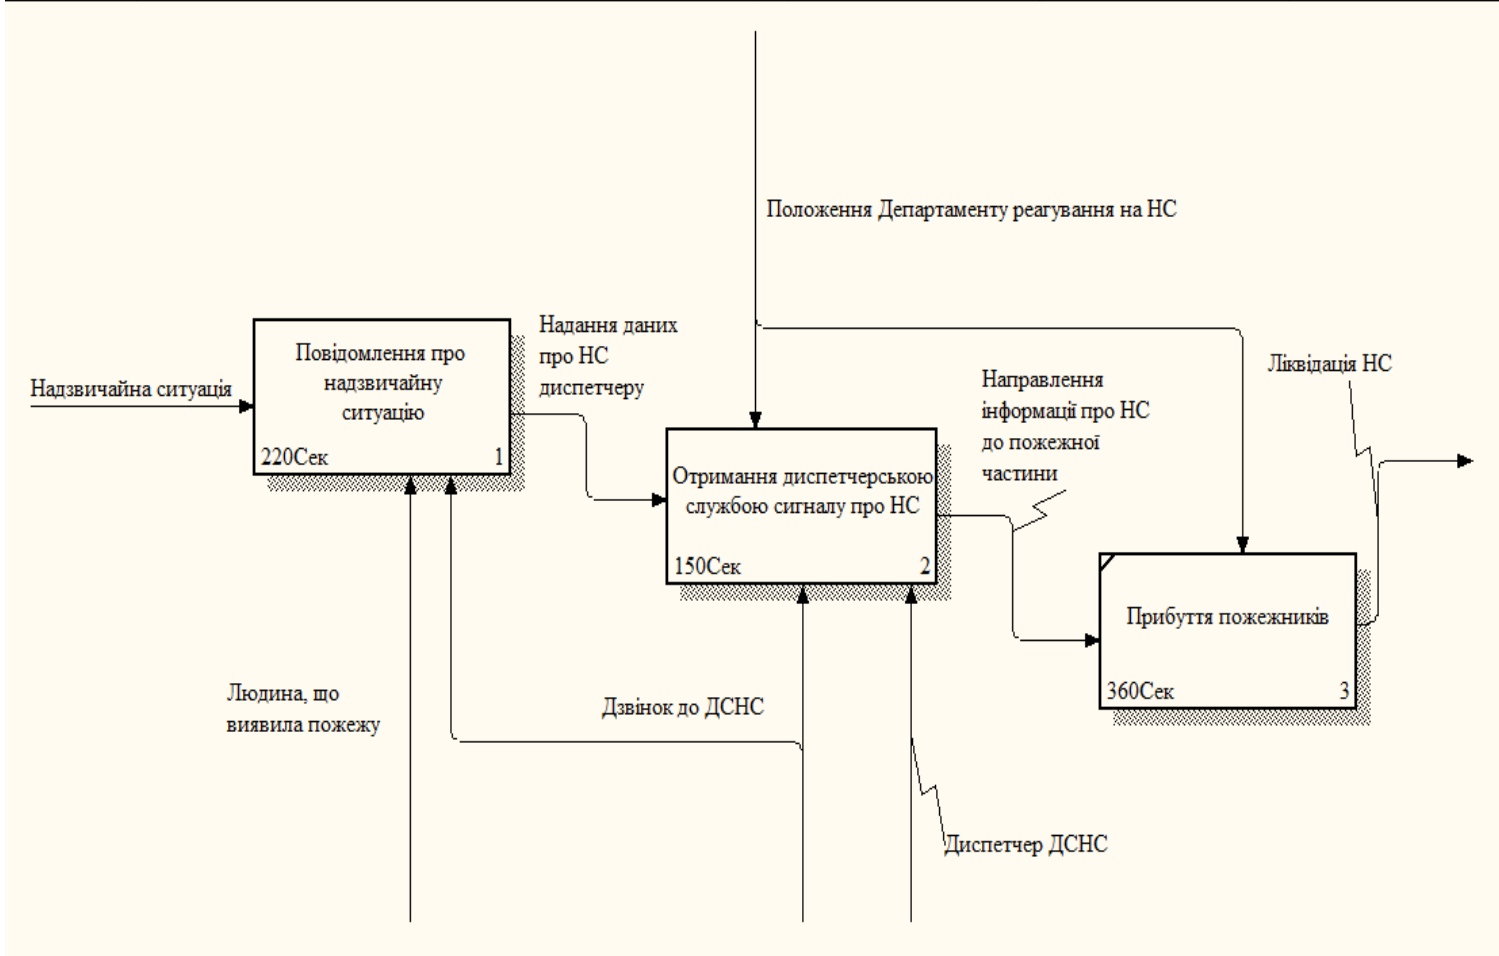 Положення Департаменту реагування на НС
Надзвичайна ситуація
Повідомлення про
надзвичайну
ситуацію
220Сек
1
Надання даних
про НС
диспетчеру
Отримання диспетчерською
службою сигналу про НС
150Сек
2
Направлення
інформації про НС
до пожежної
частини
Ліквідація НС
Прибуття пожежників
360Сек
3
Людина, що
виявила пожежу
Дзвінок до ДСНС
Диспетчер ДСНС